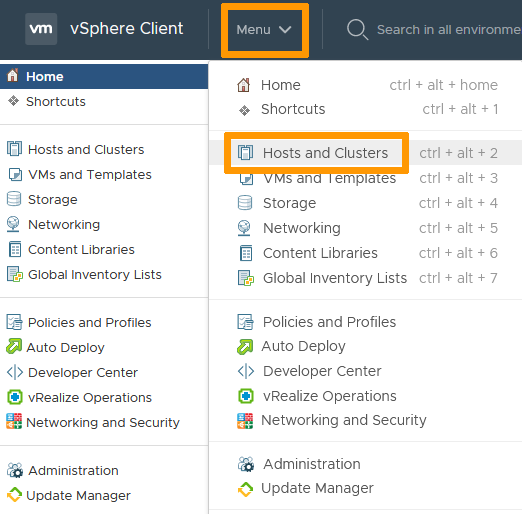 vm vSphere Client Menu Search in all environme
Home
Shortcuts
Hosts and Clusters
VMs and Templates
Storage
Networking
Content Libraries
Global Inventory Lists
Policies and Profiles
Auto Deploy
Developer Center
vRealize Operations
Networking and Security
Administration
Update Manager
Home ctrl + alt + home
Shortcuts ctrl + alt + 1
Hosts and Clusters ctrl + alt + 2
VMs and Templates ctrl + alt + 3
Storage ctrl + alt + 4
Networking ctrl + alt + 5
Content Libraries ctrl + alt + 6
Global Inventory Lists ctrl + alt + 7
Policies and Profiles
Auto Deploy
Developer Center
vRealize Operations
Networking and Security
Administration
Update Manager